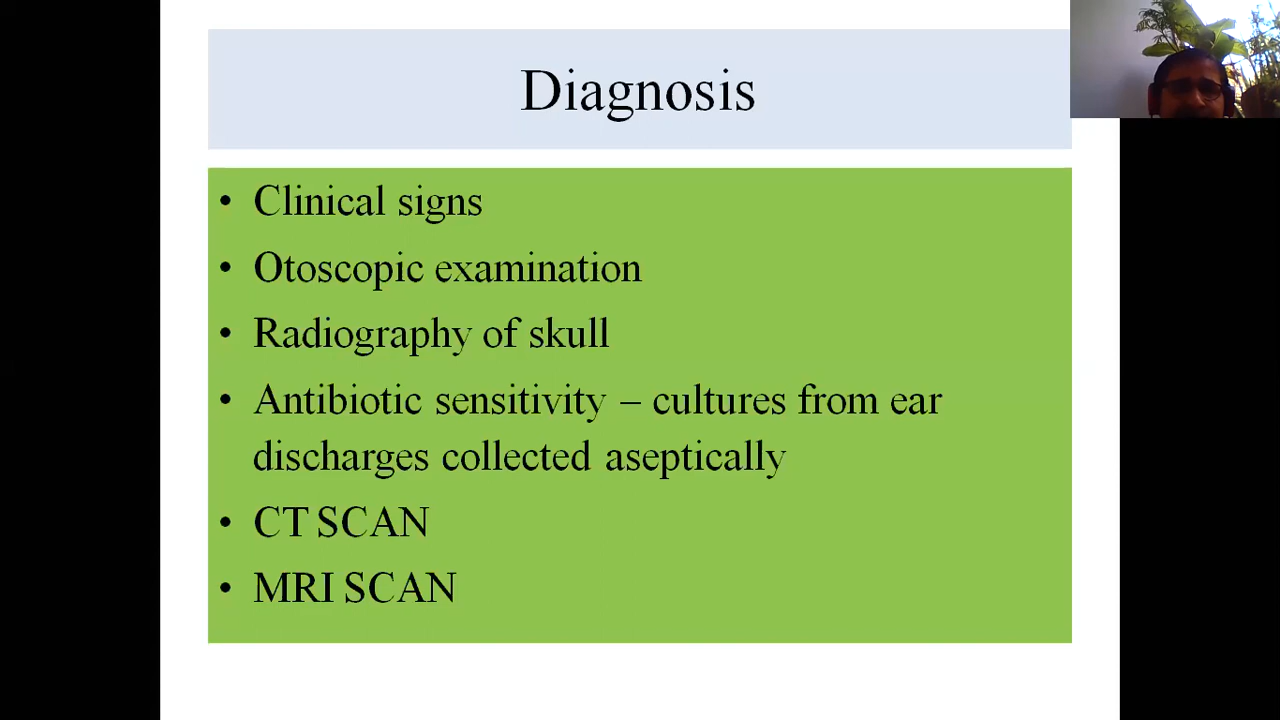 Diagnosis
• Clinical signs
• Otoscopic examination
• Radiography of skull
• Antibiotic sensitivity – cultures from ear
discharges collected aseptically
• CT SCAN
• MRI SCAN